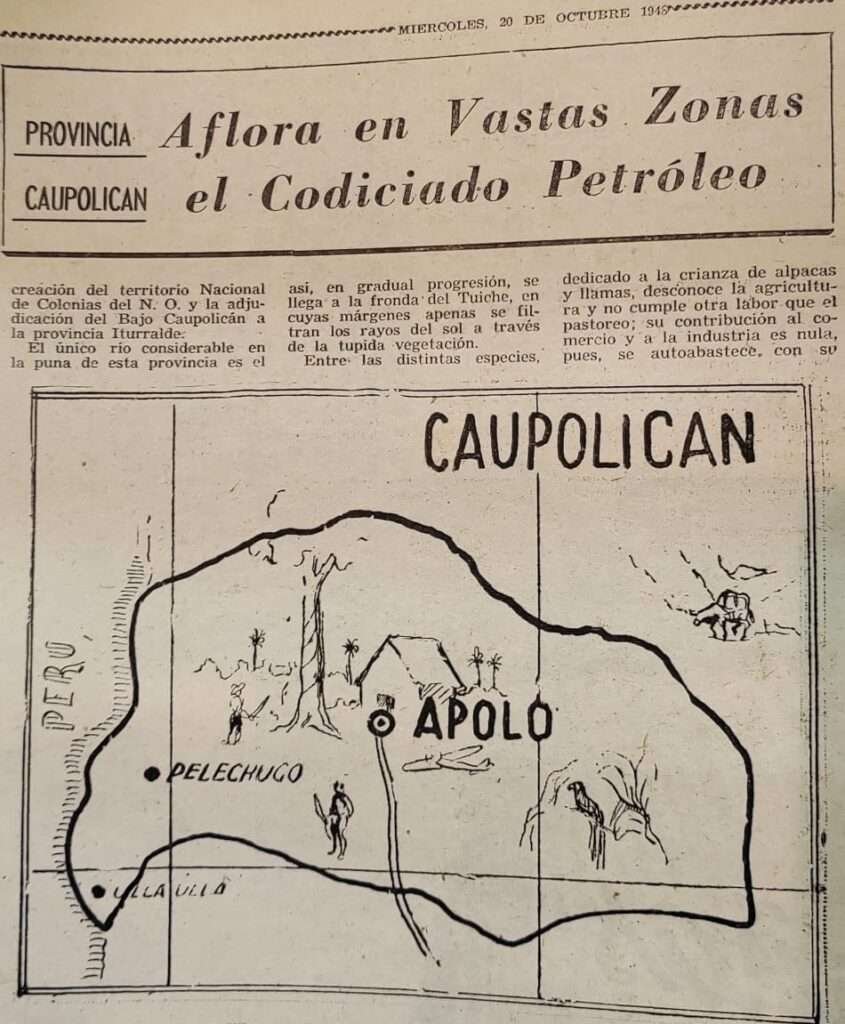 MIERCOLES, 20 DE OCTUBRE 1948
PROVINCIA
CAUPOLICAN
Aflora en Vastas Zonas
el Codiciado Petróleo
creación del territorio Nacional
de Colonias del N. O. y la adju-
dicación del Bajo Caupolicán a
la provincia Iturralde.
El único río considerable en
la puna de esta provincia es el
así, en gradual progresión, se
llega a la fronda del Tuiche, en
cuyas márgenes apenas se fil-
tran los rayos del sol a través
de la tupida vegetación.
Entre las distintas especies,
dedicado a la crianza de alpacas
y llamas, desconoce la agricultu-
ra y no cumple otra labor que el
pastoreo; su contribución al co-
mercio y a la industria es nula,
pues, se autoabastece, con su
CAUPOLICAN
PERU
APOLO
PELECHUGO
ULLA ULLA